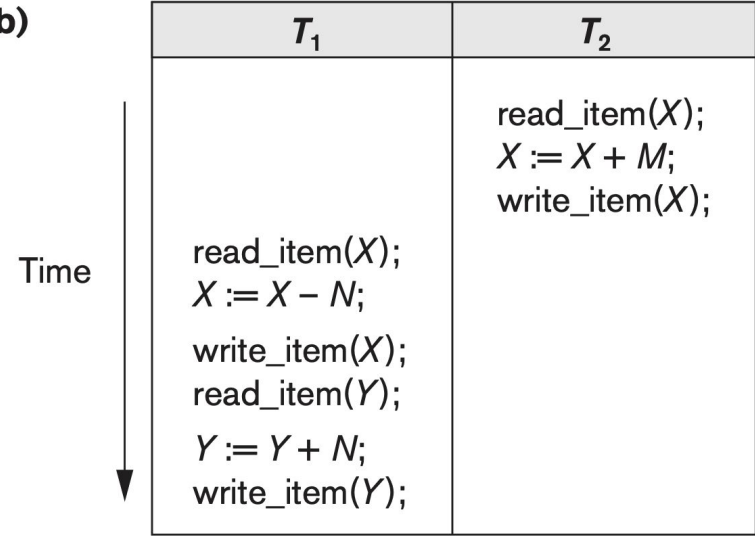 b)
T₁ T₂
read_item(X);
X := X + M;
write_item(X);
read_item(X);
X := X – N;
Time
write_item(X);
read_item(Y);
Y := Y + N;
write_item(Y);